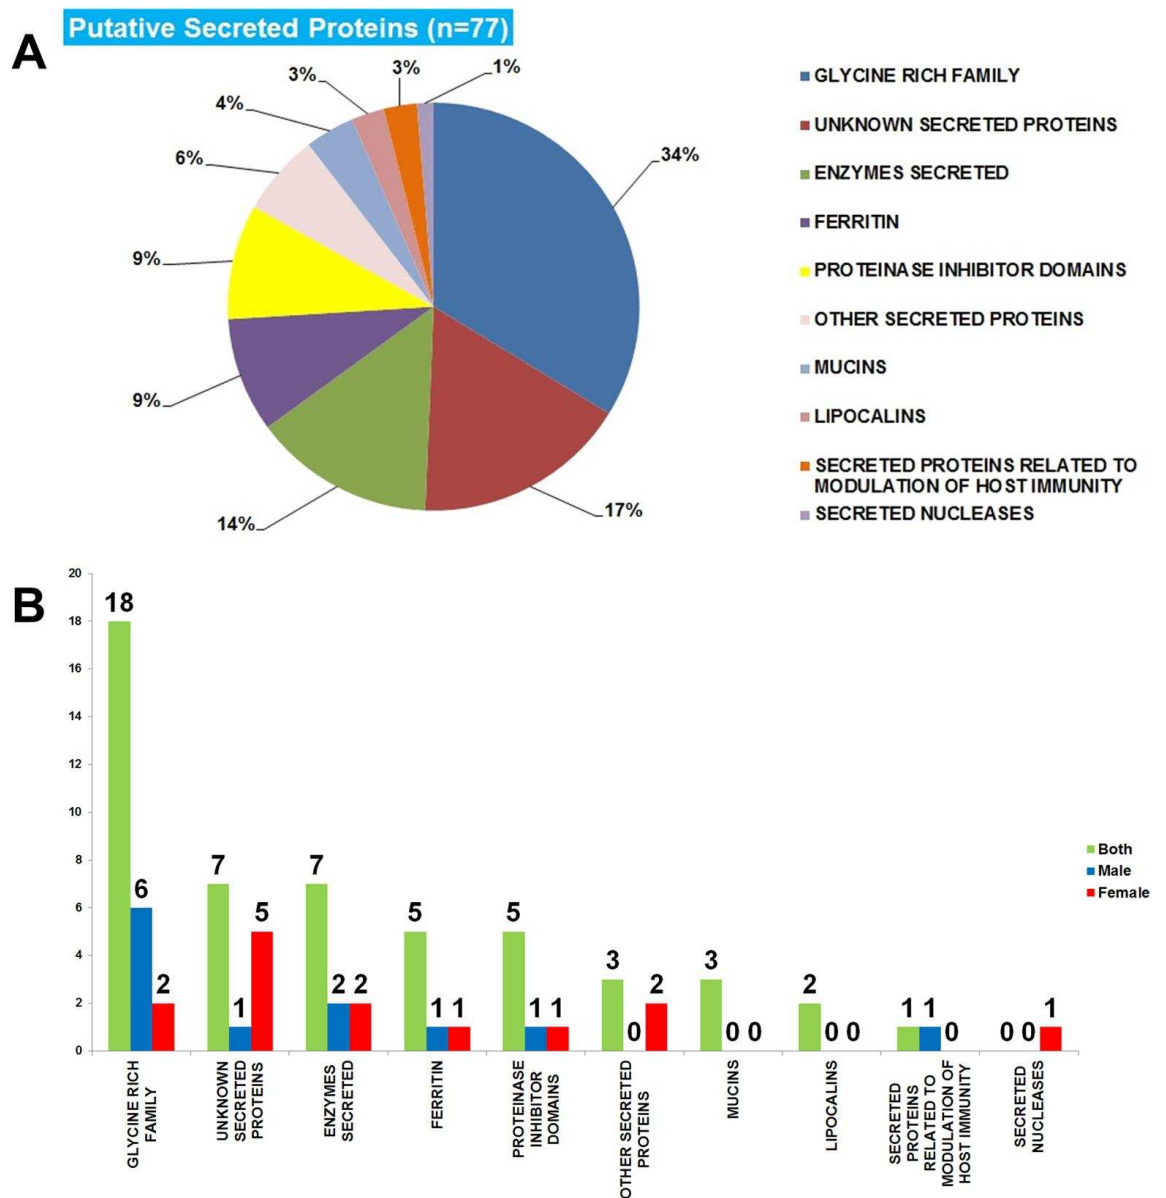 A
Putative Secreted Proteins (n=77)
3%
3%
1%
4%
6%
34%
9%
9%
14%
17%
GLYCINE RICH FAMILY
UNKNOWN SECRETED PROTEINS
ENZYMES SECRETED
FERRITIN
PROTEINASE INHIBITOR DOMAINS
OTHER SECRETED PROTEINS
MUCINS
LIPOCALINS
SECRETED PROTEINS RELATED TO
MODULATION OF HOST IMMUNITY
SECRETED NUCLEASES
B
20
18
16
14
12
10
8
6
4
2
0
18
6
2
7
1
5
7
2
2
5
1
1
5
1
1
3
0
2
3
0
0
2
0
0
1
1
0
0
0
1
Both
Male
Female
GLYCINE RICH
FAMILY
UNKNOWN
SECRETED
PROTEINS
ENZYMES
SECRETED
FERRITIN
PROTEINASE
INHIBITOR
DOMAINS
OTHER SECRETED
PROTEINS
MUCINS
LIPOCALINS
SECRETED
PROTEINS
RELATED TO
MODULATION OF
HOST IMMUNITY
SECRETED
NUCLEASES